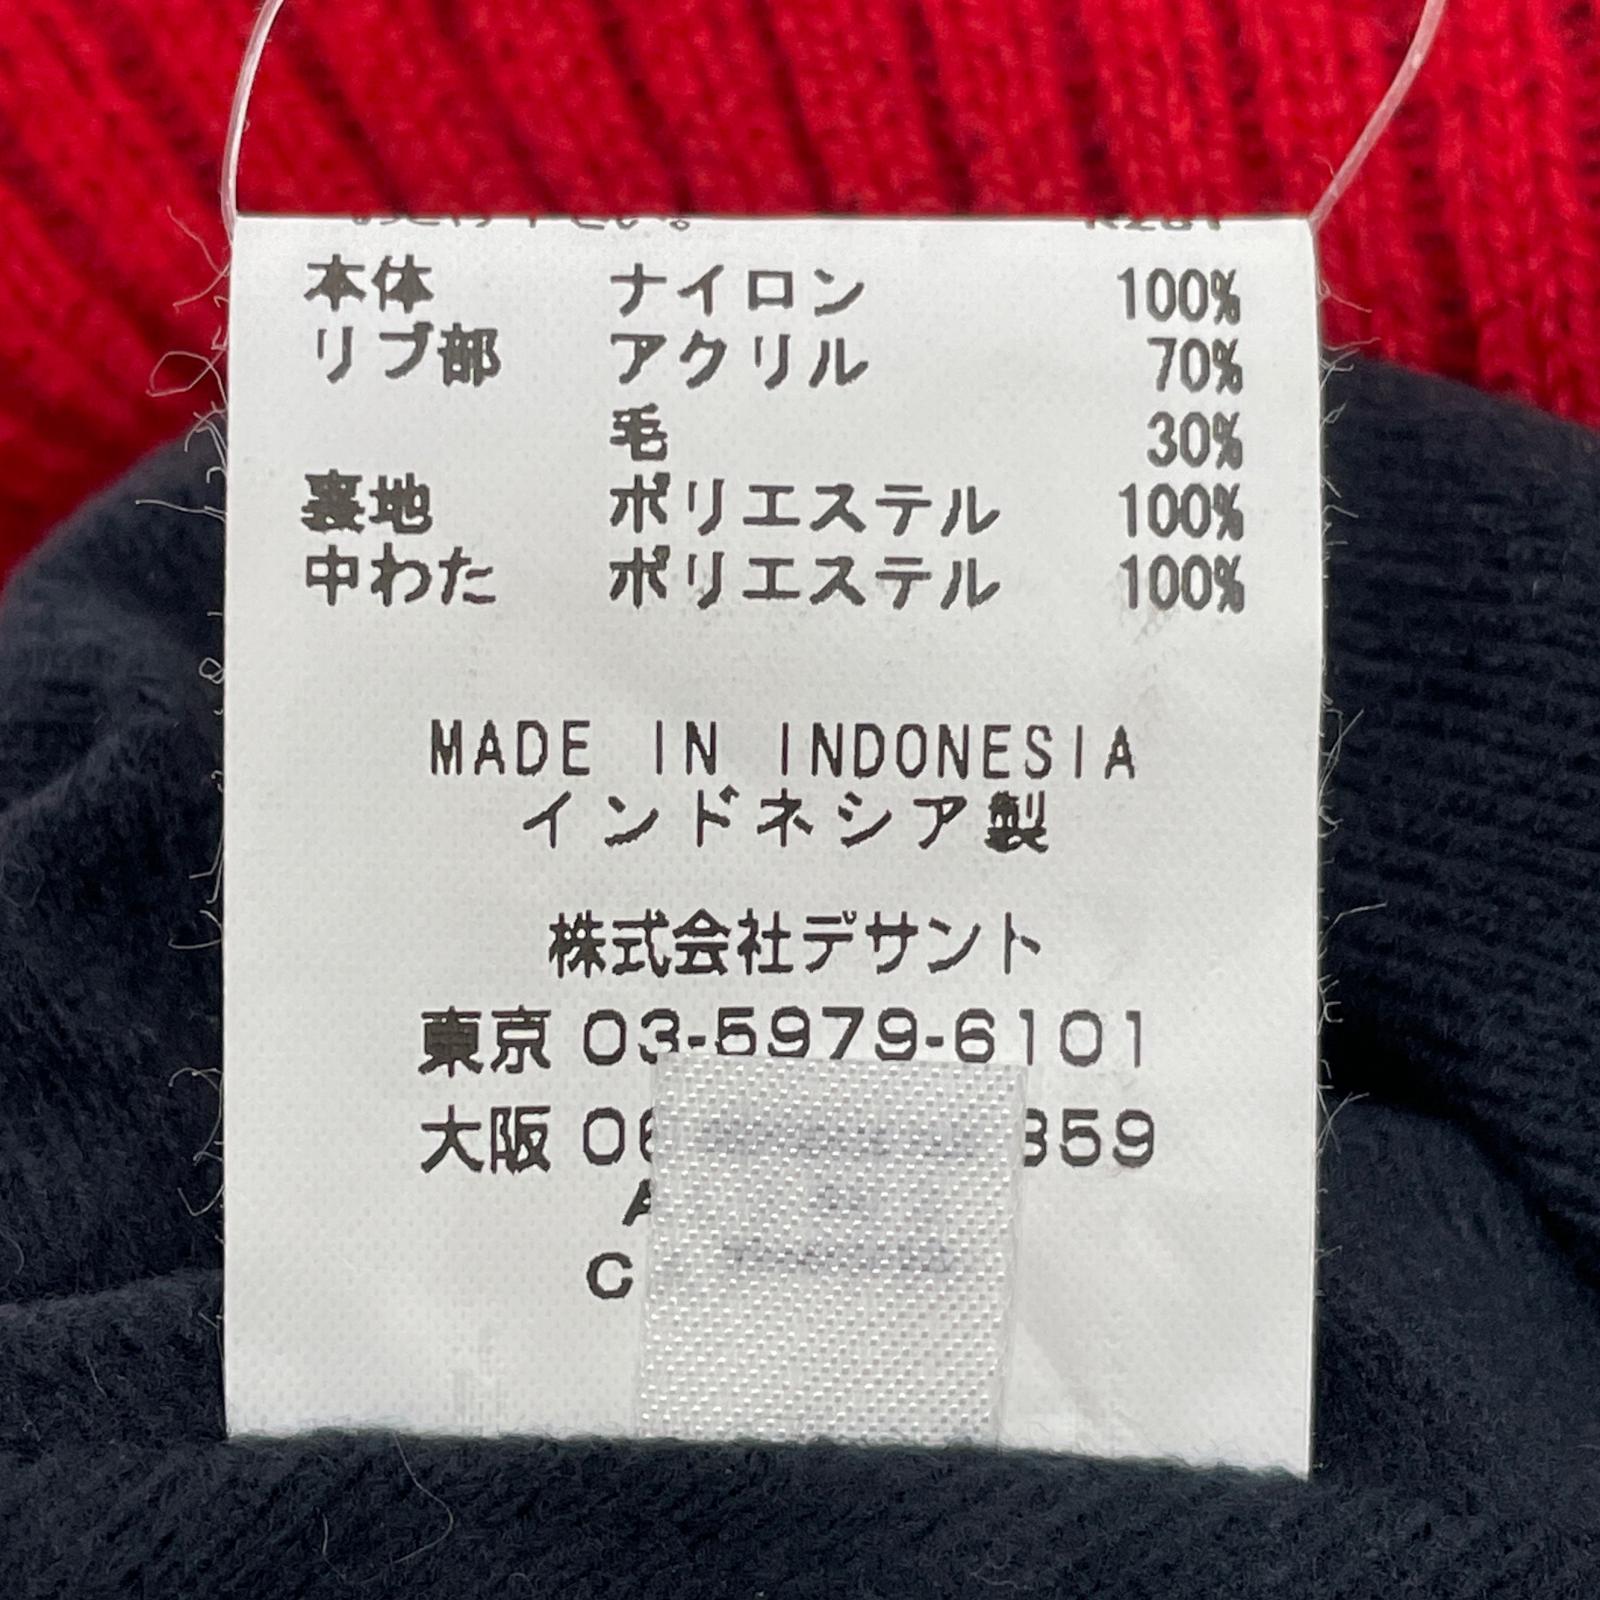 本体 ナイロン 100%
リブ部 アクリル 70%
毛 30%
裏地 ポリエステル 100%
中わた ポリエステル 100%
MADE IN INDONESIA
インドネシア製
株式会社デサント
東京 03-5979-6101
大阪 06 359
A
C